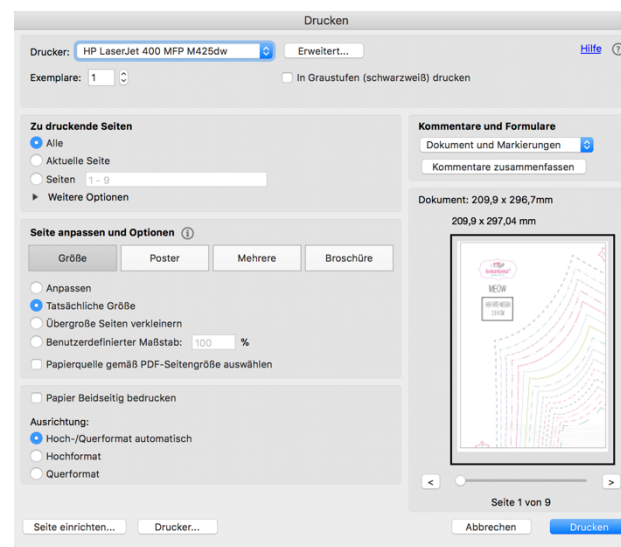 Drucken
Drucker: HP LaserJet 400 MFP M425dw Erweitert... Hilfe ?
Exemplare: 1 In Graustufen (schwarzweiß) drucken
Zu druckende Seiten
Alle
Aktuelle Seite
Seiten 1 - 9
Weitere Optionen
Seite anpassen und Optionen i
Größe Poster Mehrere Broschüre
Anpassen
Tatsächliche Größe
Übergroße Seiten verkleinern
Benutzerdefinierter Maßstab: 100 %
Papierquelle gemäß PDF-Seitengröße auswählen
Papier Beidseitig bedrucken
Ausrichtung:
Hoch-/Querformat automatisch
Hochformat
Querformat
Kommentare und Formulare
Dokument und Markierungen
Kommentare zusammenfassen
Dokument: 209,9 x 296,7mm
209,9 x 297,04 mm
MEOW
< >
Seite 1 von 9
Seite einrichten... Drucker... Abbrechen Drucken